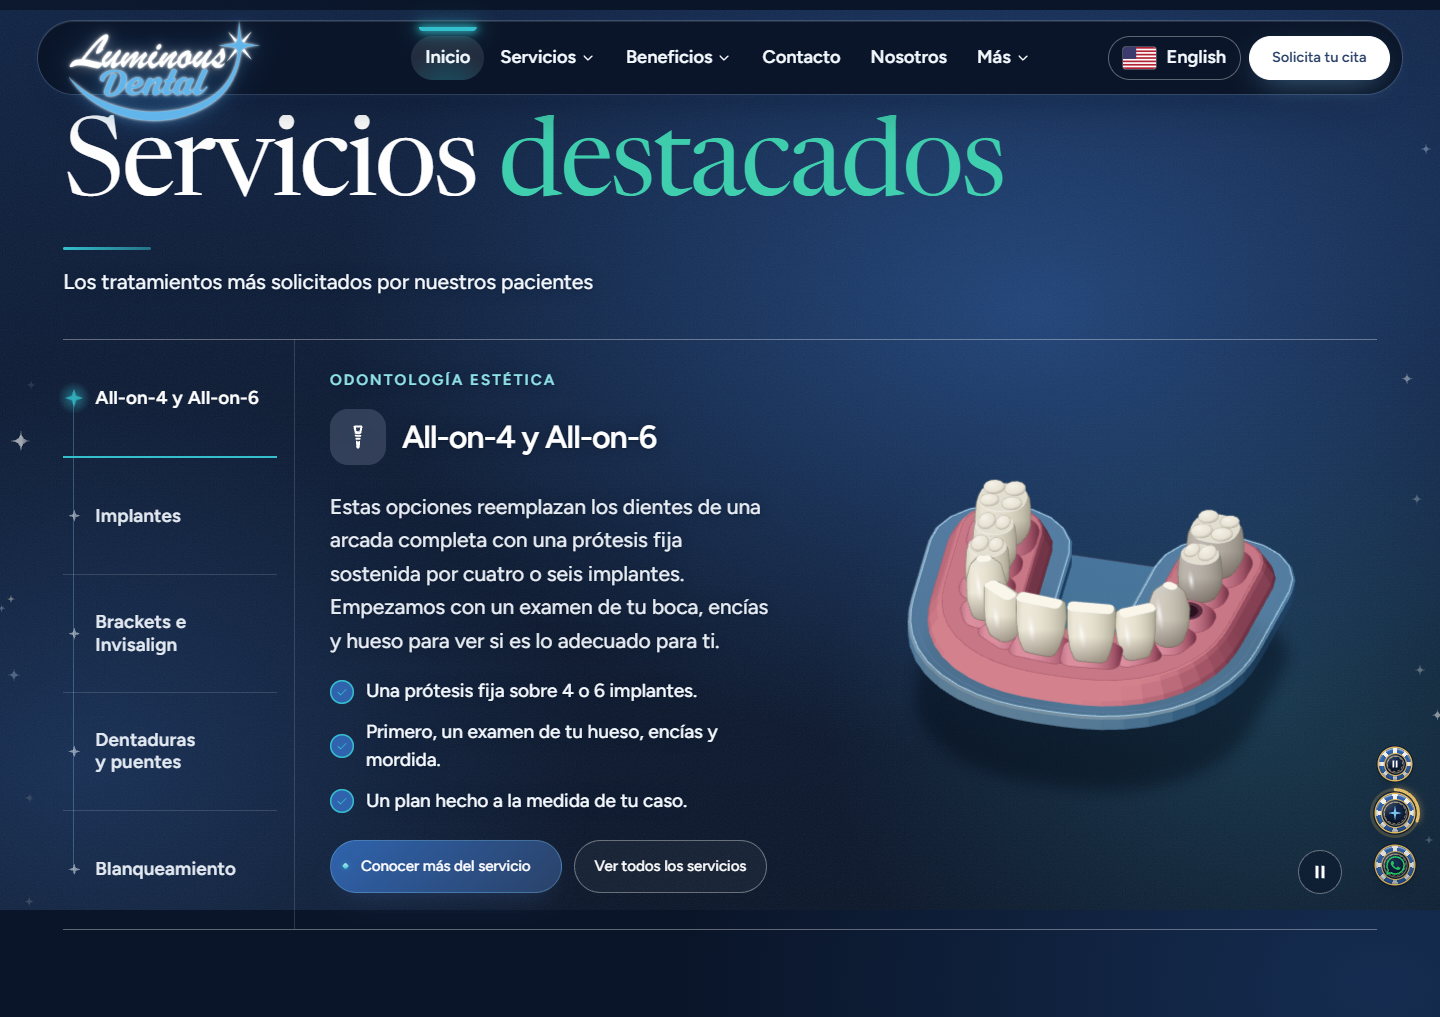 Luminous
Dental
Inicio
Servicios
Beneficios
Contacto
Nosotros
Más
English
Solicita tu cita
Servicios destacados
Los tratamientos más solicitados por nuestros pacientes
All-on-4 y All-on-6
Implantes
Brackets e
Invisalign
Dentaduras
y puentes
Blanqueamiento
ODONTOLOGÍA ESTÉTICA
All-on-4 y All-on-6
Estas opciones reemplazan los dientes de una
arcada completa con una prótesis fija
sostenida por cuatro o seis implantes.
Empezamos con un examen de tu boca, encías
y hueso para ver si es lo adecuado para ti.
Una prótesis fija sobre 4 o 6 implantes.
Primero, un examen de tu hueso, encías y
mordida.
Un plan hecho a la medida de tu caso.
Conocer más del servicio
Ver todos los servicios